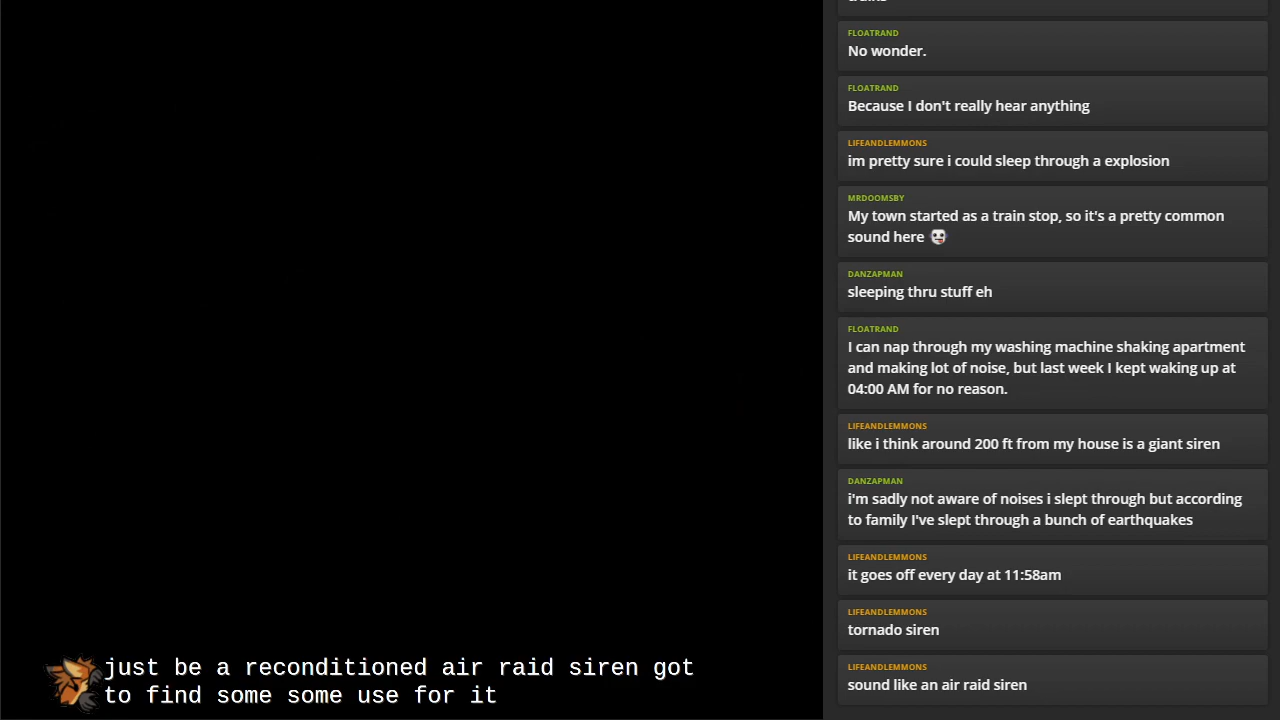 FLOATRAND
No wonder.
FLOATRAND
Because I don't really hear anything
LIFEANDLEMMONS
im pretty sure i could sleep through a explosion
MRDOOMSBY
My town started as a train stop, so it's a pretty common
sound here
DANZAPMAN
sleeping thru stuff eh
FLOATRAND
I can nap through my washing machine shaking apartment
and making lot of noise, but last week I kept waking up at
04:00 AM for no reason.
LIFEANDLEMMONS
like i think around 200 ft from my house is a giant siren
DANZAPMAN
i'm sadly not aware of noises i slept through but according
to family I've slept through a bunch of earthquakes
LIFEANDLEMMONS
it goes off every day at 11:58am
LIFEANDLEMMONS
tornado siren
LIFEANDLEMMONS
sound like an air raid siren
just be a reconditioned air raid siren got
to find some some use for it